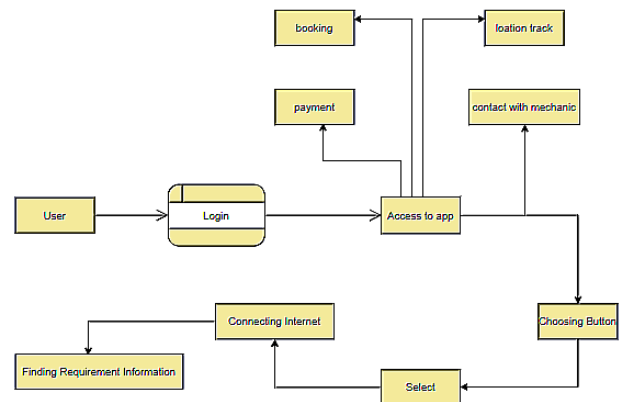 booking
loation track
payment
contact with mechanic
User
Login
Access to app
Connecting Internet
Choosing Button
Finding Requirement Information
Select